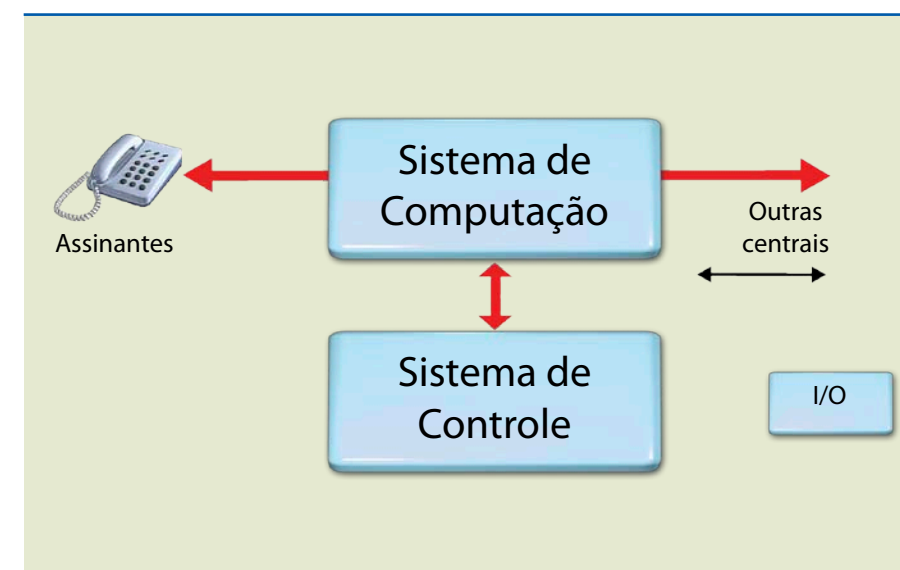 Sistema de
Computação
Assinantes
Outras
centrais
Sistema de
Controle
I/O